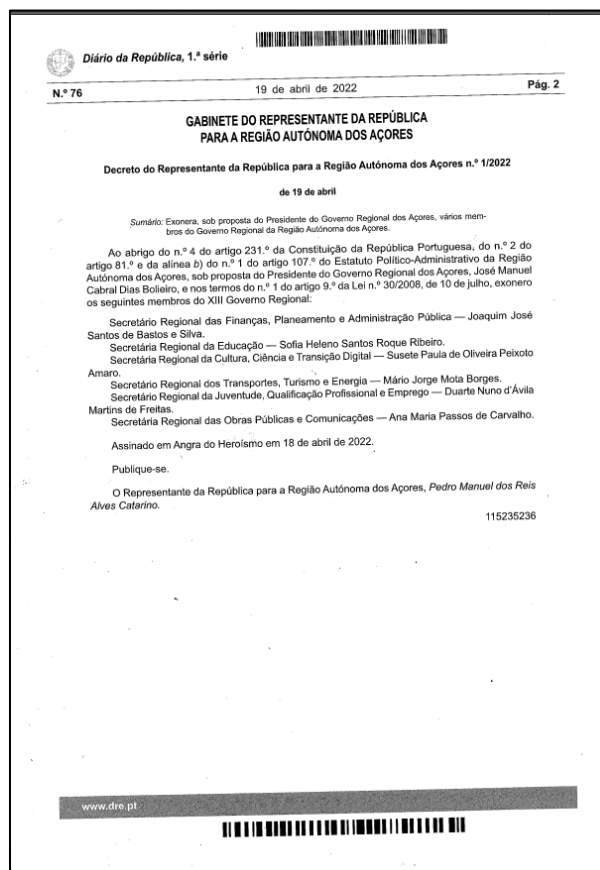 Diário da República, 1.ª série
N.º 76
19 de abril de 2022
Pág. 2
GABINETE DO REPRESENTANTE DA REPÚBLICA
PARA A REGIÃO AUTÓNOMA DOS AÇORES
Decreto do Representante da República para a Região Autónoma dos Açores n.º 1/2022
de 19 de abril
Sumário: Exonera, sob proposta do Presidente do Governo Regional dos Açores, vários mem-
bros do Governo Regional da Região Autónoma dos Açores.
Ao abrigo do n.º 4 do artigo 231.º da Constituição da República Portuguesa, do n.º 2 do
artigo 81.º e da alínea b) do n.º 1 do artigo 107.º do Estatuto Político-Administrativo da Região
Autónoma dos Açores, sob proposta do Presidente do Governo Regional dos Açores, José Manuel
Cabral Dias Bolieiro, e nos termos do n.º 1 do artigo 9.º da Lei n.º 30/2008, de 10 de julho, exonero
os seguintes membros do XIII Governo Regional:
Secretário Regional das Finanças, Planeamento e Administração Pública — Joaquim José
Santos de Bastos e Silva.
Secretária Regional da Educação — Sofia Heleno Santos Roque Ribeiro.
Secretária Regional da Cultura, Ciência e Transição Digital — Susete Paula de Oliveira Peixoto
Amaro.
Secretário Regional dos Transportes, Turismo e Energia — Mário Jorge Mota Borges.
Secretário Regional da Juventude, Qualificação Profissional e Emprego — Duarte Nuno d'Ávila
Martins de Freitas.
Secretária Regional das Obras Públicas e Comunicações — Ana Maria Passos de Carvalho.
Assinado em Angra do Heroísmo em 18 de abril de 2022.
Publique-se.
O Representante da República para a Região Autónoma dos Açores, Pedro Manuel dos Reis
Alves Catarino.
115235236
www.dre.pt